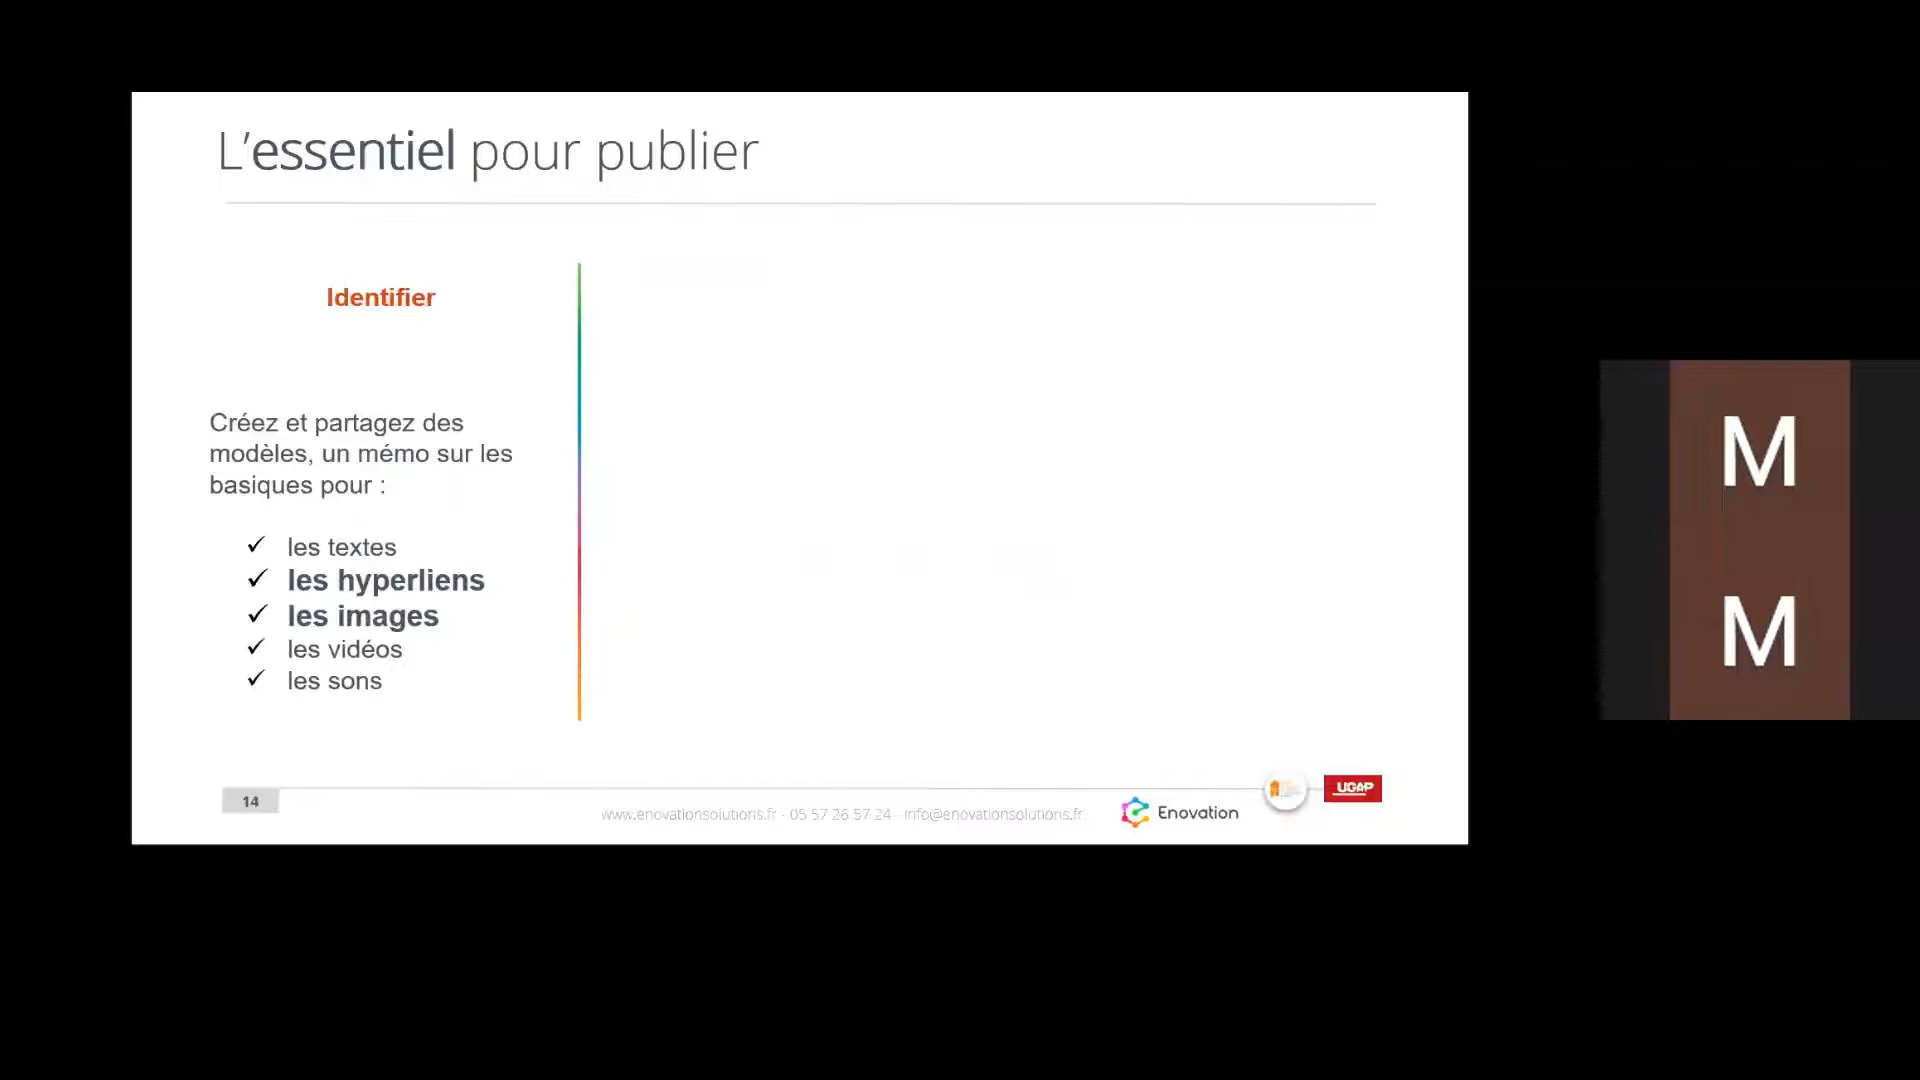 L'essentiel pour publier
Identifier
Créez et partagez des
modèles, un mémo sur les
basiques pour :
✓ les textes
✓ les hyperliens
✓ les images
✓ les vidéos
✓ les sons
14
www.enovationsolutions.fr - 05 57 26 57 24 - info@enovationsolutions.fr
Enovation
UGAP
M
M